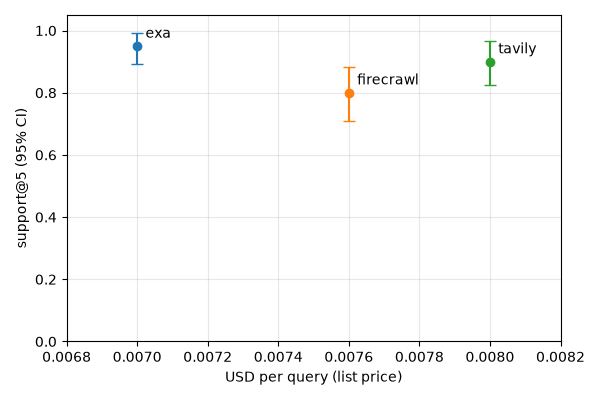 exa
tavily
firecrawl
support@5 (95% CI)
1.0
0.8
0.6
0.4
0.2
0.0
0.0068 0.0070 0.0072 0.0074 0.0076 0.0078 0.0080 0.0082
USD per query (list price)